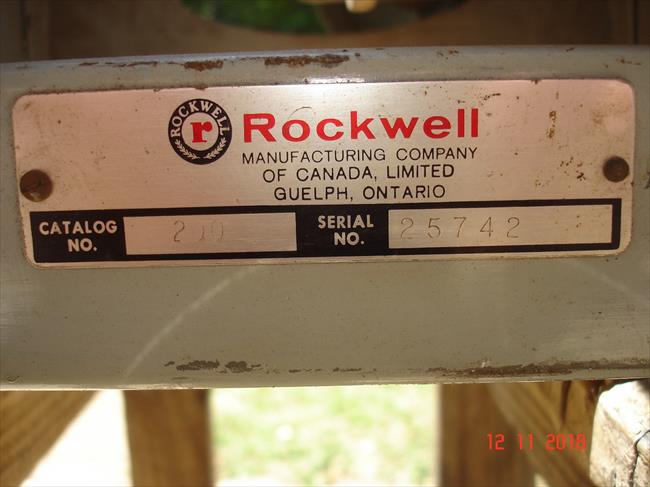 ROCKWELL
r
Rockwell
MANUFACTURING COMPANY
OF CANADA, LIMITED
GUELPH, ONTARIO
CATALOG NO.
SERIAL NO. 25742
12 11 2018